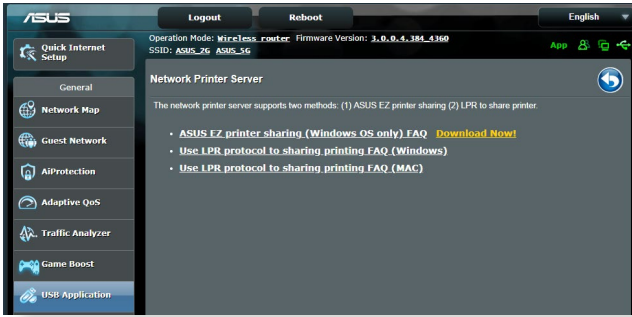 ASUS
Logout
Reboot
English
Operation Mode: Wireless router Firmware Version: 3.0.0.4.384_4360
SSID: ASUS_2G ASUS_5G
App
Quick Internet
Setup
General
Network Map
Guest Network
AiProtection
Adaptive QoS
Traffic Analyzer
Game Boost
USB Application
Network Printer Server
The network printer server supports two methods: (1) ASUS EZ printer sharing (2) LPR to share printer.
• ASUS EZ printer sharing (Windows OS only) FAQ Download Now!
• Use LPR protocol to sharing printing FAQ (Windows)
• Use LPR protocol to sharing printing FAQ (MAC)